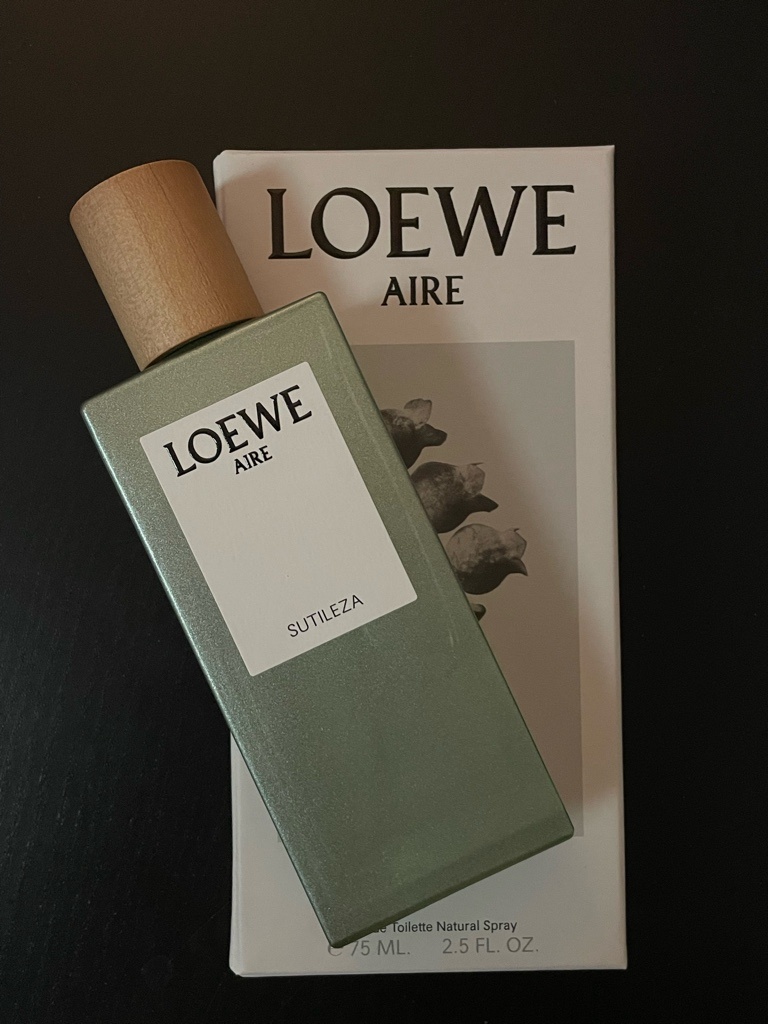 LOEWE
AIRE
LOEWE
AIRE
SUTILEZA
Toilette Natural Spray
75 ML. 2.5 FL. OZ.